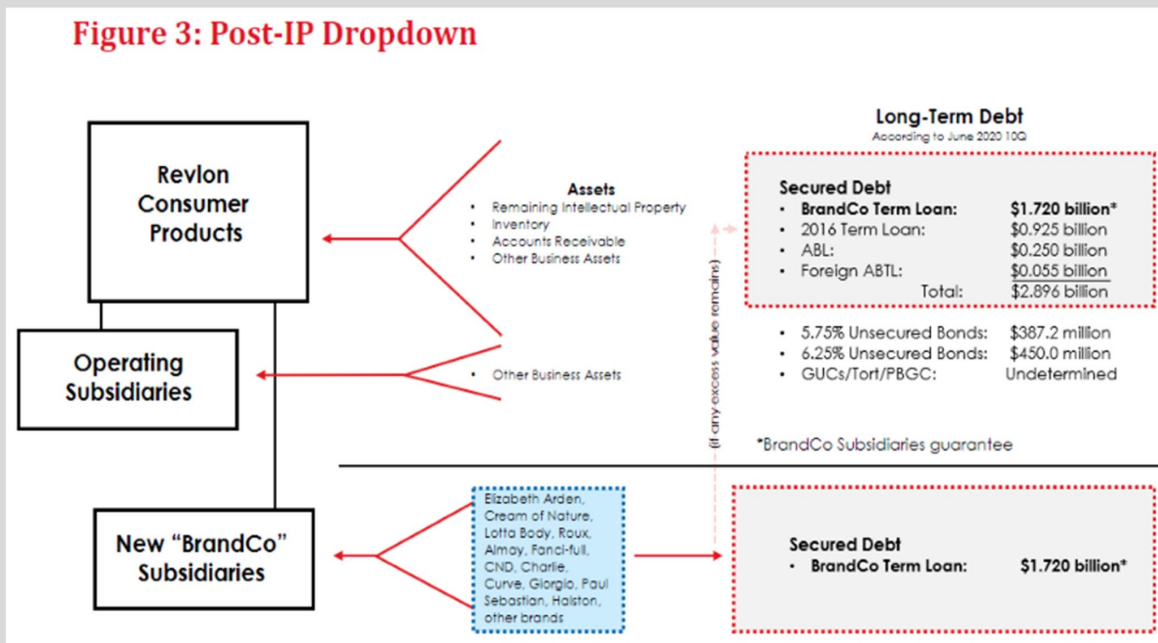 Figure 3: Post-IP Dropdown
Revlon
Consumer
Products
Operating
Subsidiaries
New “BrandCo”
Subsidiaries
Assets
• Remaining Intellectual Property
• Inventory
• Accounts Receivable
• Other Business Assets
• Other Business Assets
Elizabeth Arden,
Cream of Nature,
Lotta Body, Roux,
Almay, Fanci-full,
CND, Charlie,
Curve, Giorgio, Paul
Sebastian, Halston,
other brands
(if any excess value remains)
Long-Term Debt
According to June 2020 10Q
Secured Debt
• BrandCo Term Loan: $1.720 billion*
• 2016 Term Loan: $0.925 billion
• ABL: $0.250 billion
• Foreign ABTL: $0.055 billion
Total: $2.896 billion
• 5.75% Unsecured Bonds: $387.2 million
• 6.25% Unsecured Bonds: $450.0 million
• GUCs/Tort/PBGC: Undetermined
*BrandCo Subsidiaries guarantee
Secured Debt
• BrandCo Term Loan: $1.720 billion*